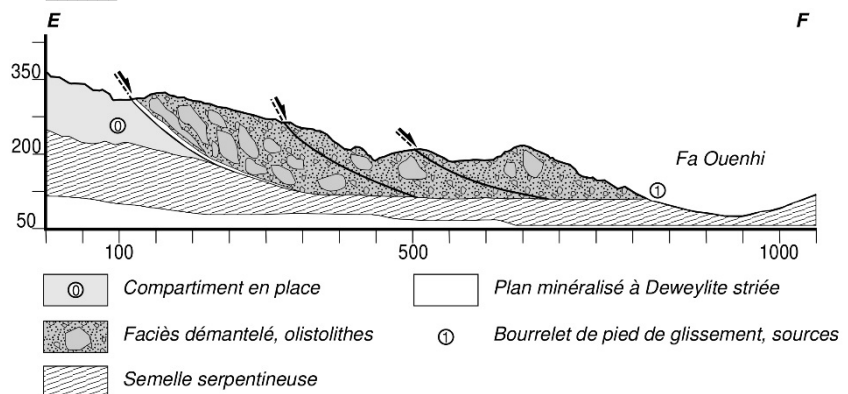 E F
350
200
50
⓪
Fa Ouenhi
①
100 500 1000
⓪ Compartiment en place
Plan minéralisé à Deweylite striée
Faciès démantelé, olistolithes
① Bourrelet de pied de glissement, sources
Semelle serpentineuse